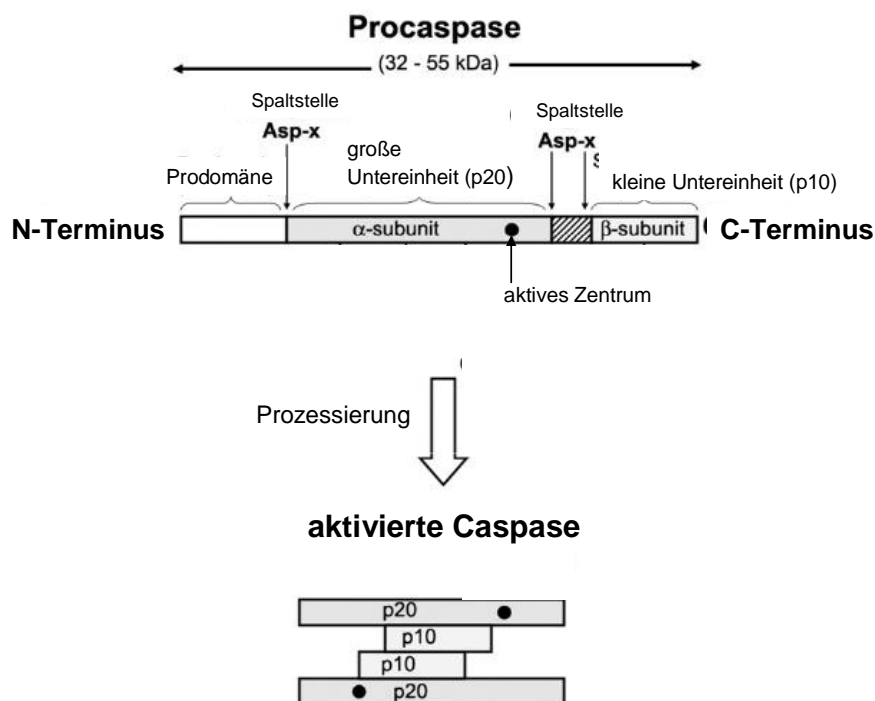 Procaspase
(32 - 55 kDa)
Spaltstelle
Asp-x
Spaltstelle
Asp-x
Prodomäne
große
Untereinheit (p20)
kleine Untereinheit (p10)
N-Terminus
α-subunit
β-subunit
C-Terminus
aktives Zentrum
Prozessierung
aktivierte Caspase
p20
p10
p10
p20